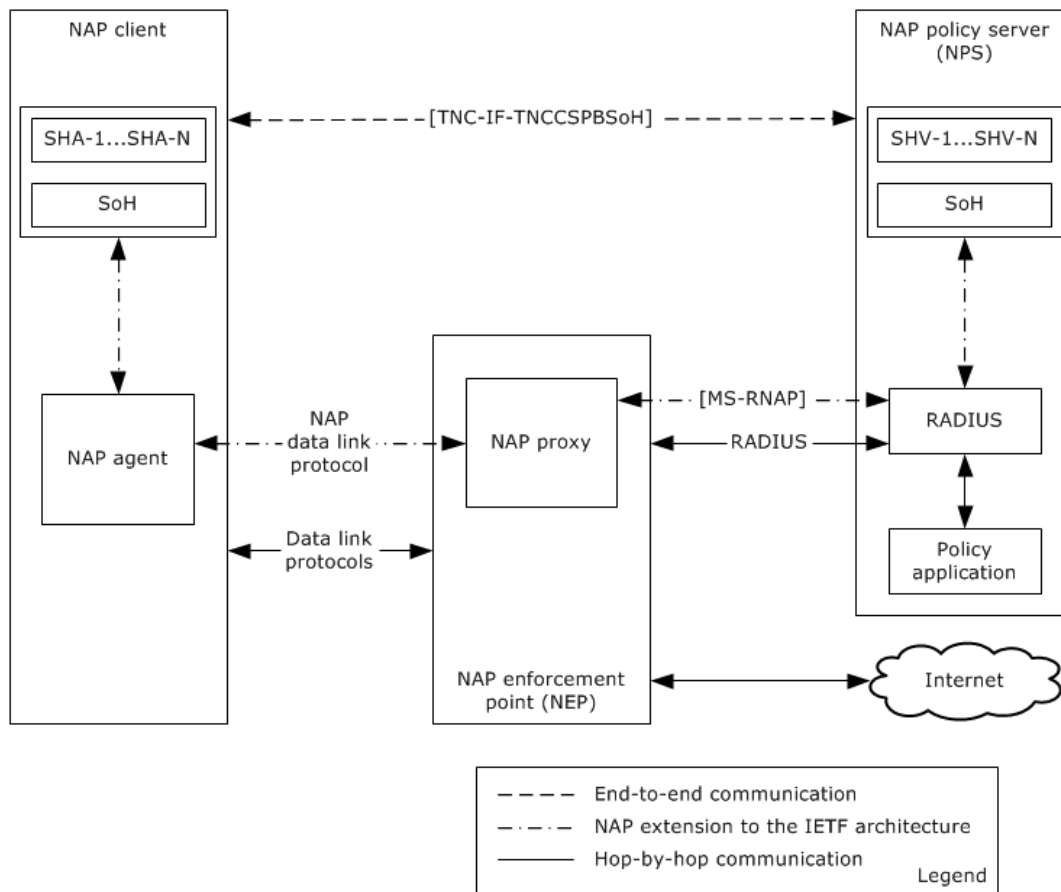 NAP client
SHA-1...SHA-N
SoH
NAP agent
[TNC-IF-TNCCSPBSoH]
NAP
data link
protocol
Data link
protocols
NAP proxy
NAP enforcement
point (NEP)
[MS-RNAP]
RADIUS
NAP policy server
(NPS)
SHV-1...SHV-N
SoH
RADIUS
Policy
application
Internet
End-to-end communication
NAP extension to the IETF architecture
Hop-by-hop communication
Legend